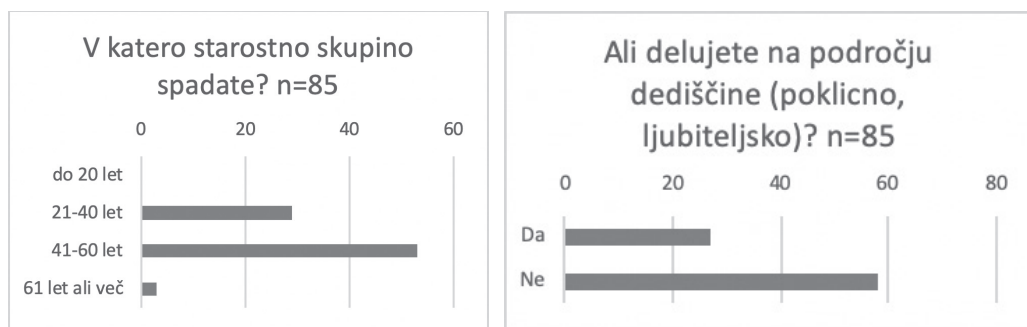 V katero starostno skupino
spadate? n=85
0 20 40 60
do 20 let
21-40 let
41-60 let
61 let ali več
Ali delujete na področju
dediščine (poklicno,
ljubiteljsko)? n=85
0 20 40 60 80
Da
Ne